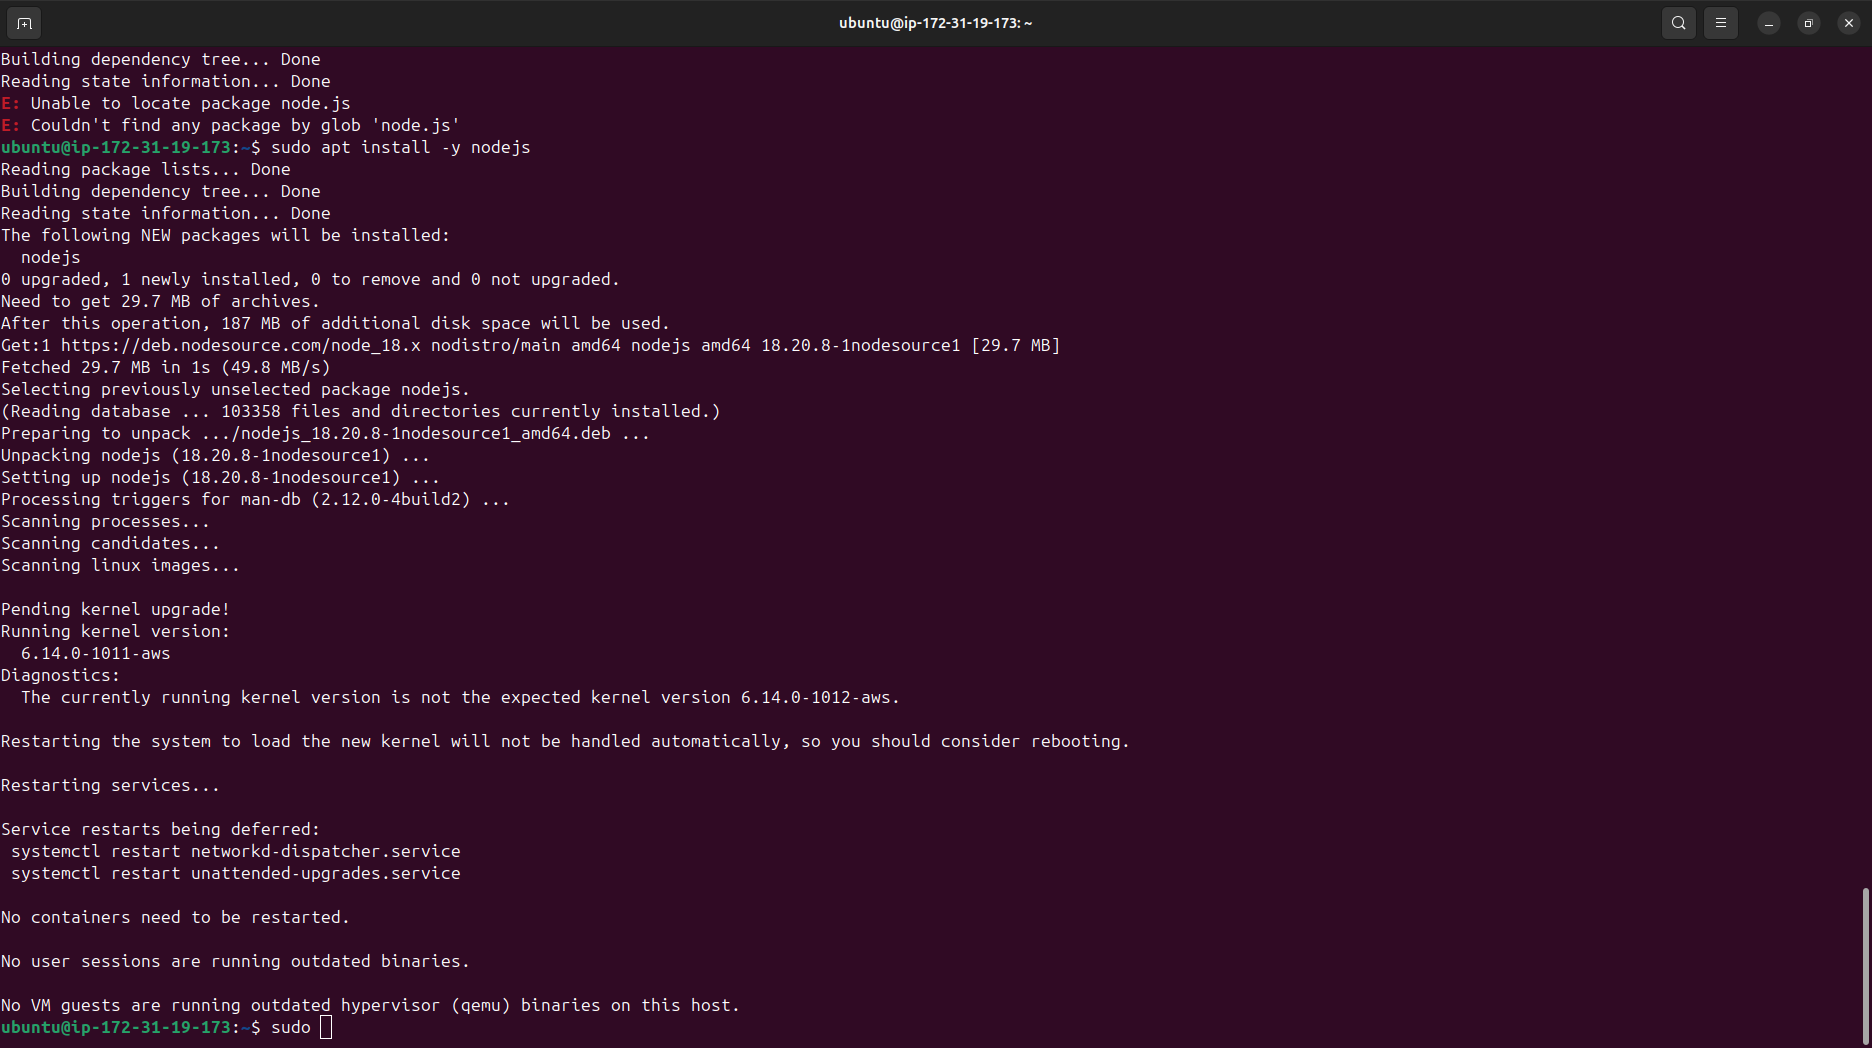 ubuntu@ip-172-31-19-173: ~
Building dependency tree... Done
Reading state information... Done
E: Unable to locate package node.js
E: Couldn't find any package by glob 'node.js'
ubuntu@ip-172-31-19-173:~$ sudo apt install -y nodejs
Reading package lists... Done
Building dependency tree... Done
Reading state information... Done
The following NEW packages will be installed:
  nodejs
0 upgraded, 1 newly installed, 0 to remove and 0 not upgraded.
Need to get 29.7 MB of archives.
After this operation, 187 MB of additional disk space will be used.
Get:1 https://deb.nodesource.com/node_18.x nodistro/main amd64 nodejs amd64 18.20.8-1nodesource1 [29.7 MB]
Fetched 29.7 MB in 1s (49.8 MB/s)
Selecting previously unselected package nodejs.
(Reading database ... 103358 files and directories currently installed.)
Preparing to unpack .../nodejs_18.20.8-1nodesource1_amd64.deb ...
Unpacking nodejs (18.20.8-1nodesource1) ...
Setting up nodejs (18.20.8-1nodesource1) ...
Processing triggers for man-db (2.12.0-4build2) ...
Scanning processes...
Scanning candidates...
Scanning linux images...

Pending kernel upgrade!
Running kernel version:
  6.14.0-1011-aws
Diagnostics:
  The currently running kernel version is not the expected kernel version 6.14.0-1012-aws.

Restarting the system to load the new kernel will not be handled automatically, so you should consider rebooting.

Restarting services...

Service restarts being deferred:
 systemctl restart networkd-dispatcher.service
 systemctl restart unattended-upgrades.service

No containers need to be restarted.

No user sessions are running outdated binaries.

No VM guests are running outdated hypervisor (qemu) binaries on this host.
ubuntu@ip-172-31-19-173:~$ sudo